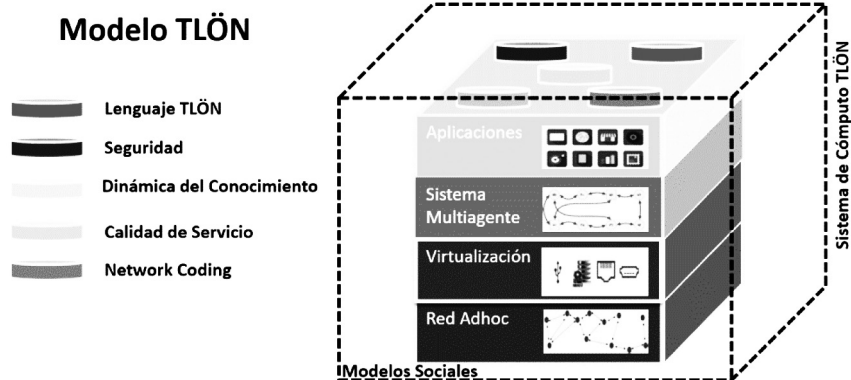 Modelo TLÖN
Lenguaje TLÖN
Seguridad
Dinámica del Conocimiento
Calidad de Servicio
Network Coding
Aplicaciones
Sistema
Multiagente
Virtualización
Red Adhoc
Modelos Sociales
Sistema de Cómputo TLÖN